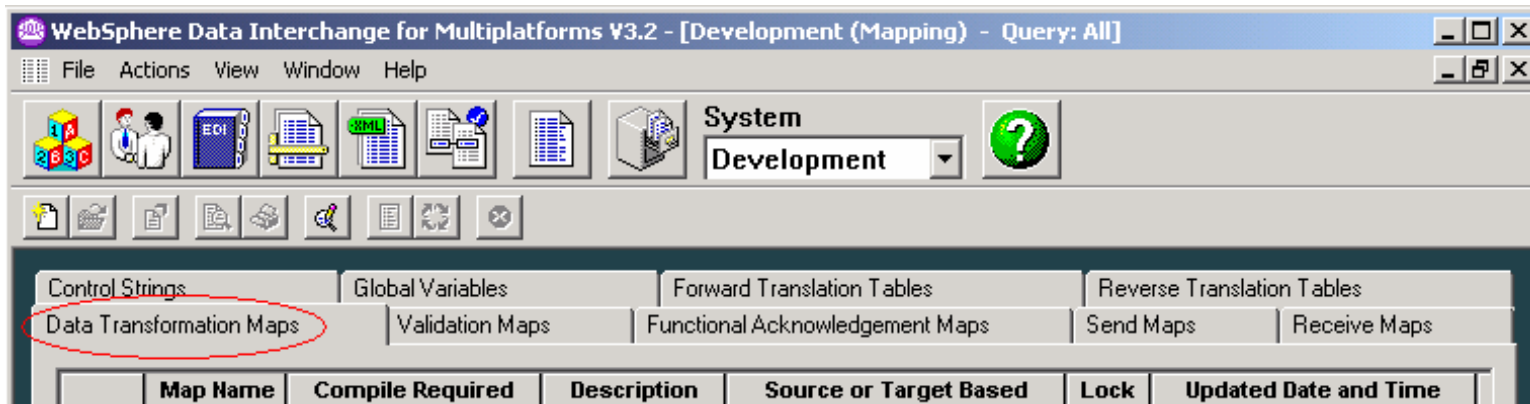 WebSphere Data Interchange for Multiplatforms V3.2 - [Development (Mapping) - Query: All]
File Actions View Window Help
System
EDI XML Development
Control Strings Global Variables Forward Translation Tables Reverse Translation Tables
Data Transformation Maps Validation Maps Functional Acknowledgement Maps Send Maps Receive Maps
Map Name Compile Required Description Source or Target Based Lock Updated Date and Time